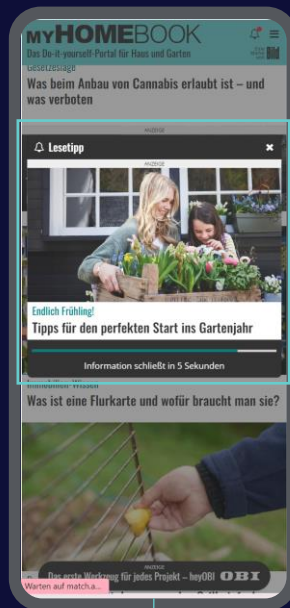 MYHOMEBOOK
Das Do-it-yourself-Portal für Haus und Garten
Gesetzeslage
Was beim Anbau von Cannabis erlaubt ist – und
was verboten
ANZEIGE
Lesetipp
ANZEIGE
Endlich Frühling!
Tipps für den perfekten Start ins Gartenjahr
Information schließt in 5 Sekunden
Immobilien-Wissen
Was ist eine Flurkarte und wofür braucht man sie?
ANZEIGE
Das erste Werkzeug für jedes Projekt – heyOBI OBI
Warten auf match.a...